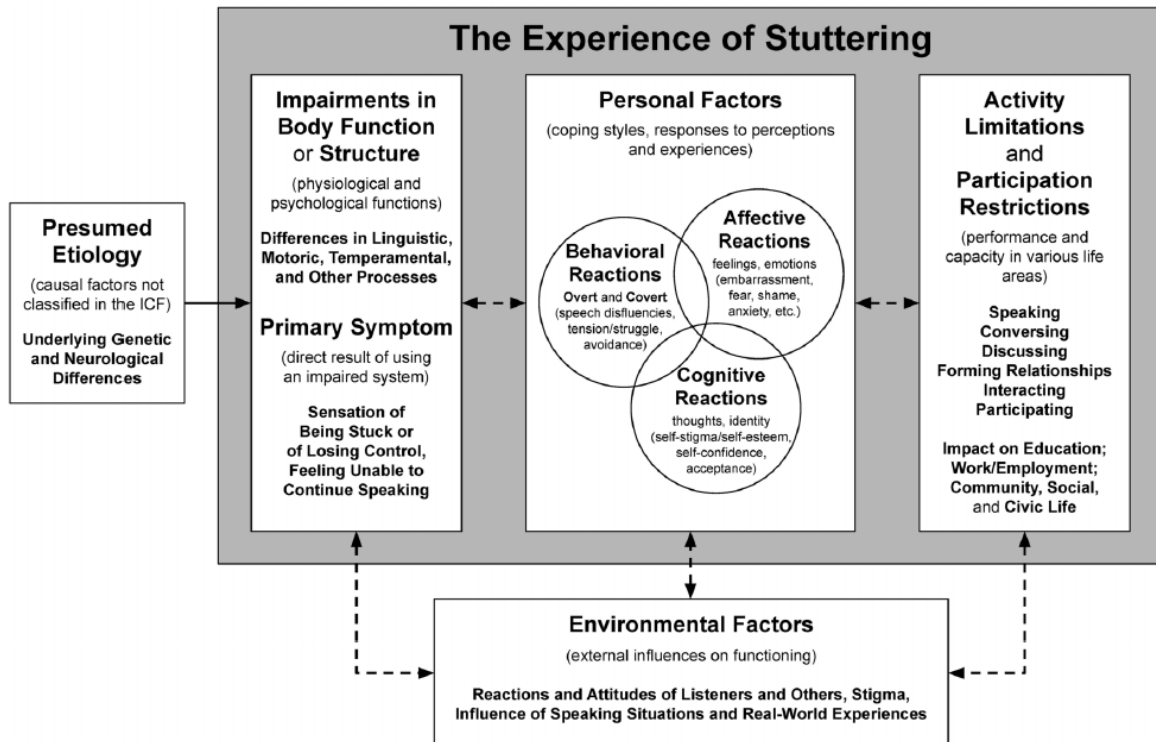 The Experience of Stuttering
Presumed
Etiology
(causal factors not
classified in the ICF)
Underlying Genetic
and Neurological
Differences
Impairments in
Body Function
or Structure
(physiological and
psychological functions)
Differences in Linguistic,
Motoric, Temperamental,
and Other Processes
Primary Symptom
(direct result of using
an impaired system)
Sensation of
Being Stuck or
of Losing Control,
Feeling Unable to
Continue Speaking
Personal Factors
(coping styles, responses to perceptions
and experiences)
Behavioral
Reactions
Overt and Covert
(speech disfluencies,
tension/struggle,
avoidance)
Affective
Reactions
feelings, emotions
(embarrassment,
fear, shame,
anxiety, etc.)
Cognitive
Reactions
thoughts, identity
(self-stigma/self-esteem,
self-confidence,
acceptance)
Activity
Limitations
and
Participation
Restrictions
(performance and
capacity in various life
areas)
Speaking
Conversing
Discussing
Forming Relationships
Interacting
Participating
Impact on Education;
Work/Employment;
Community, Social,
and Civic Life
Environmental Factors
(external influences on functioning)
Reactions and Attitudes of Listeners and Others, Stigma,
Influence of Speaking Situations and Real-World Experiences